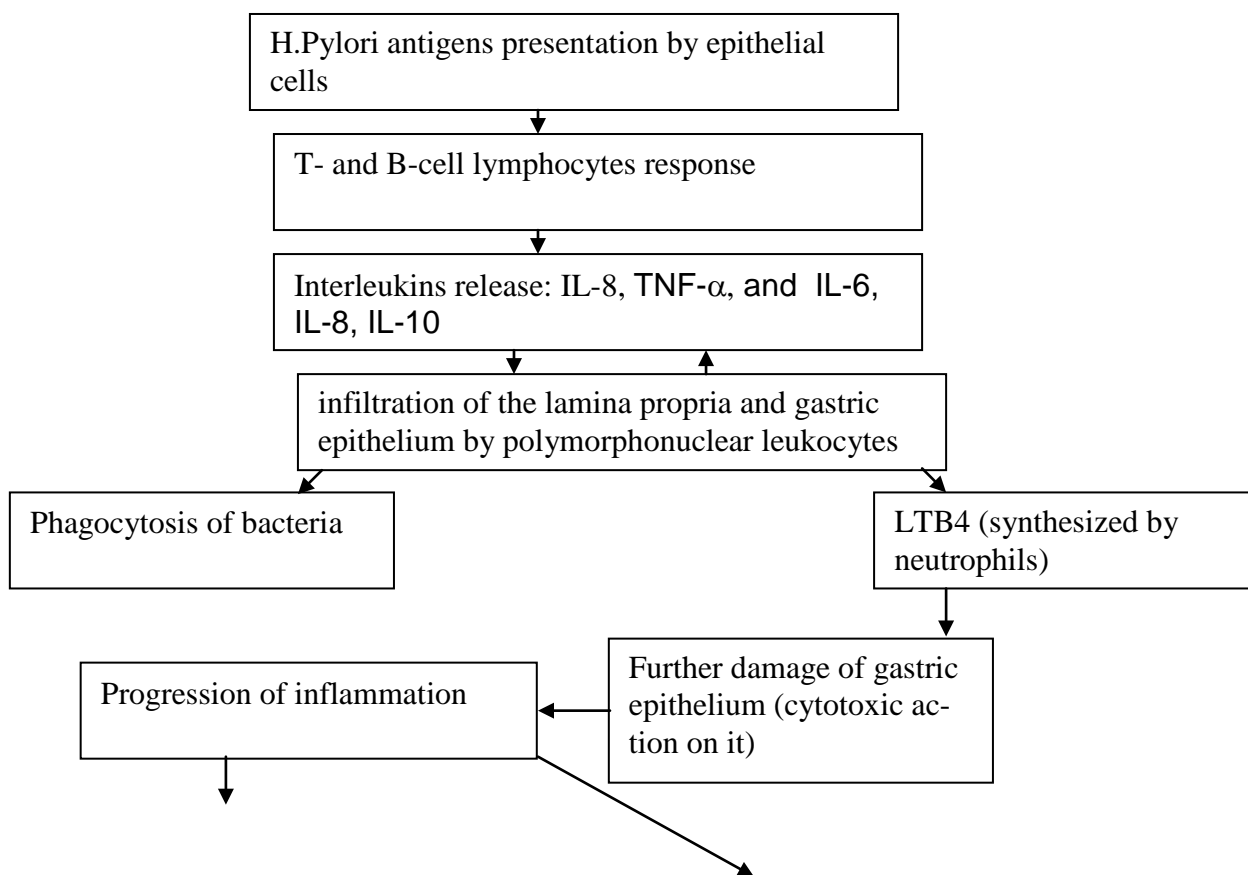 H.Pylori antigens presentation by epithelial
cells
T- and B-cell lymphocytes response
Interleukins release: IL-8, TNF-α, and  IL-6,
IL-8, IL-10
infiltration of the lamina propria and gastric
epithelium by polymorphonuclear leukocytes
Phagocytosis of bacteria
LTB4 (synthesized by
neutrophils)
Further damage of gastric
epithelium (cytotoxic ac-
tion on it)
Progression of inflammation